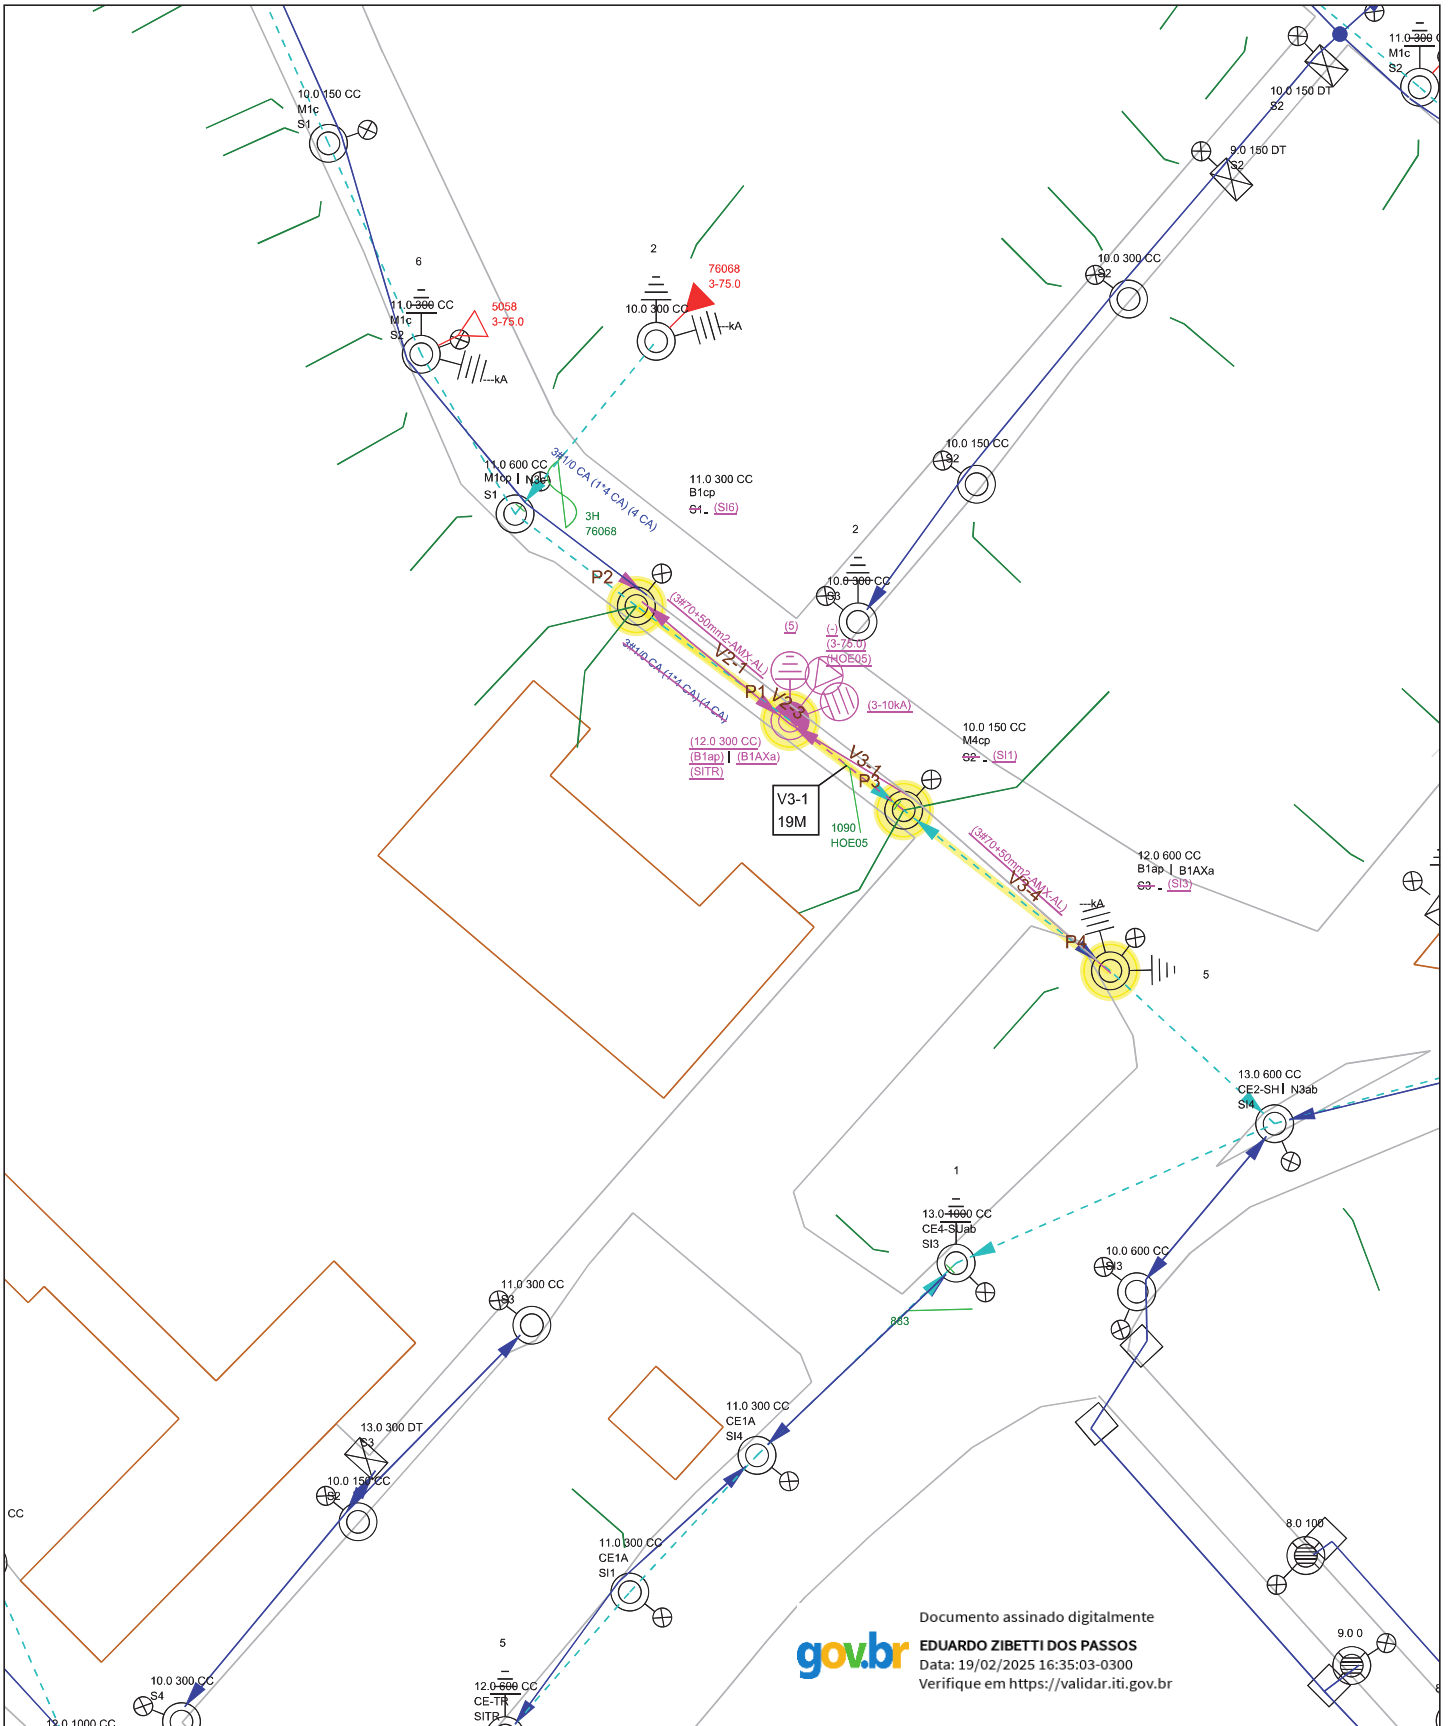 10.0 150 CC
M1c
S1
11.0 300 C
M1c
S2
10.0 150 DT
S2
9.0 150 DT
S2
10.0 300 CC
S2
6
11.0 300 CC
M1c
S2
5058
3-75.0
---kA
2
10.0 300 CC
76068
3-75.0
---kA
10.0 150 CC
S2
11.0 600 CC
M1cp | N3c
S1
3#1/0 CA (1*4 CA) (4 CA)
3H
76068
11.0 300 CC
B1cp
S1 - (SI6)
2
10.0 300 CC
S3
P2
(3#70+50mm2-AMX-AL)
V2-1
3#1/0 CA (1*4 CA) (4 CA)
(5)
(-)
(3-75.0)
(HOE05)
P1
V2-3
(3-10kA)
(12.0 300 CC)
(B1ap) | (B1AXa)
(SITR)
10.0 150 CC
M4cp
S2 - (SI1)
V3-1
P3
V3-1
19M
1090
HOE05
(3#70+50mm2-AMX-AL)
V3-4
12.0 600 CC
B1ap | B1AXa
S3 - (SI3)
---kA
P4
5
13.0 600 CC
CE2-SH | N3ab
SI4
1
13.0 1000 CC
CE4-SUab
SI3
10.0 600 CC
SI3
11.0 300 CC
S3
883
11.0 300 CC
CE1A
SI4
13.0 300 DT
S3
10.0 150 CC
S2
CC
11.0 300 CC
CE1A
SI1
8.0 100
9.0 0
5
12.0 600 CC
CE-TR
SITR
10.0 300 CC
S4
12.0 1000 CC
gov.br
Documento assinado digitalmente
EDUARDO ZIBETTI DOS PASSOS
Data: 19/02/2025 16:35:03-0300
Verifique em https://validar.iti.gov.br